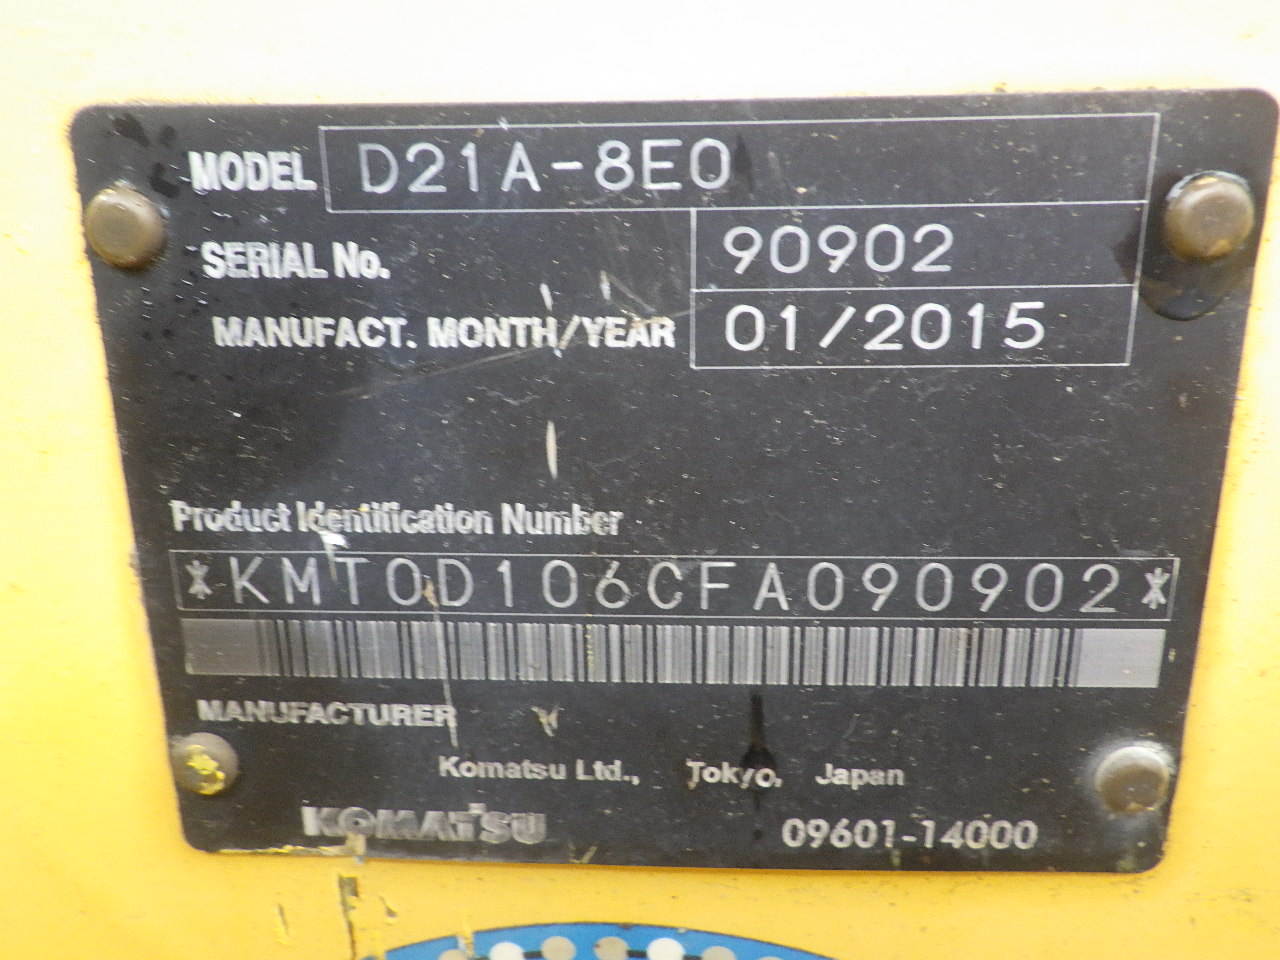 MODEL D21A-8E0
SERIAL No. 90902
MANUFACT. MONTH/YEAR 01/2015
Product Identification Number
*KMT0D106CFA090902*
MANUFACTURER
Komatsu Ltd., Tokyo, Japan
KOMATSU 09601-14000